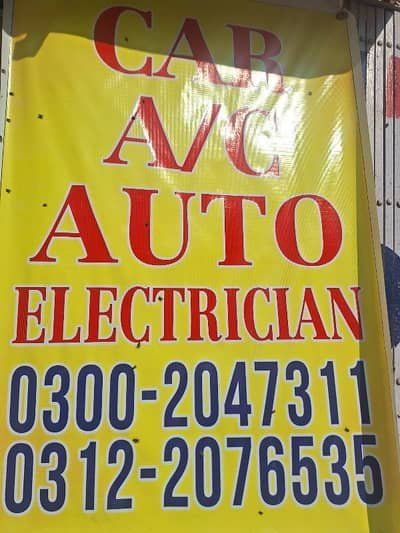 CAR
A/C
AUTO
ELECTRICIAN
0300-2047311
0312-2076535